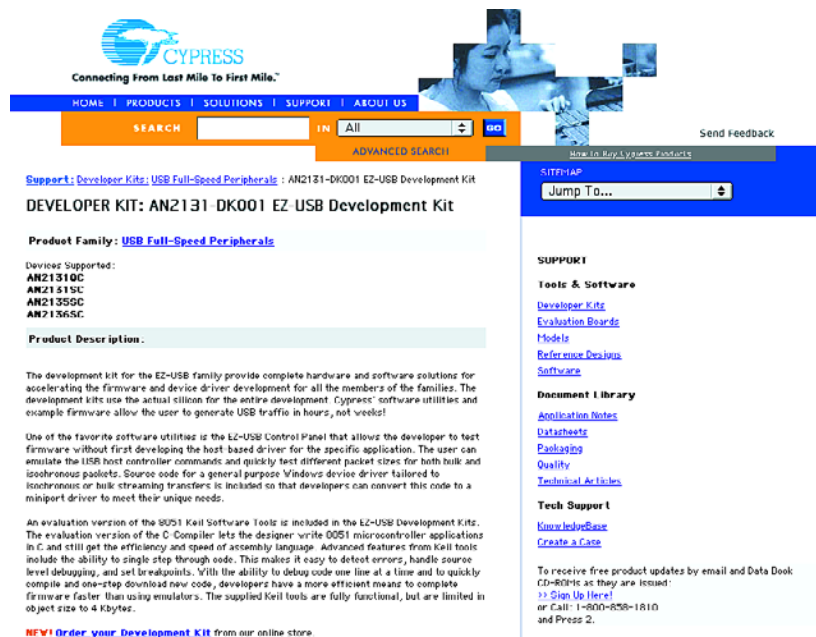 CYPRESS
Connecting From Last Mile To First Mile.™
HOME | PRODUCTS | SOLUTIONS | SUPPORT | ABOUT US
SEARCH IN All GO
Send Feedback
ADVANCED SEARCH
How To Buy Cypress Products
Support: Developer Kits: USB Full-Speed Peripherals : AN2131-DK001 EZ-USB Development Kit
DEVELOPER KIT: AN2131-DK001 EZ-USB Development Kit
Product Family: USB Full-Speed Peripherals
Devices Supported:
AN2131QC
AN2131SC
AN2135SC
AN2136SC
Product Description:
The development kit for the EZ-USB family provide complete hardware and software solutions for
accelerating the firmware and device driver development for all the members of the families. The
development kits use the actual silicon for the entire development. Cypress' software utilities and
example firmware allow the user to generate USB traffic in hours, not weeks!
One of the favorite software utilities is the EZ-USB Control Panel that allows the developer to test
firmware without first developing the host-based driver for the specific application. The user can
emulate the USB host controller commands and quickly test different packet sizes for both bulk and
isochronous packets. Source code for a general purpose Windows device driver tailored to
isochronous or bulk streaming transfers is included so that developers can convert this code to a
miniport driver to meet their unique needs.
An evaluation version of the 8051 Keil Software Tools is included in the EZ-USB Development Kits.
The evaluation version of the C-Compiler lets the designer write 8051 microcontroller applications
in C and still get the efficiency and speed of assembly language. Advanced features from Keil tools
include the ability to single step through code. This makes it easy to detect errors, handle source
level debugging, and set breakpoints. With the ability to debug code one line at a time and to quickly
compile and one-step download new code, developers have a more efficient means to complete
firmware faster than using emulators. The supplied Keil tools are fully functional, but are limited in
object size to 4 Kbytes.
NEW! Order your Development Kit from our online store.
SITEMAP
Jump To...
SUPPORT
Tools & Software
Developer Kits
Evaluation Boards
Models
Reference Designs
Software
Document Library
Application Notes
Datasheets
Packaging
Quality
Technical Articles
Tech Support
KnowledgeBase
Create a Case
To receive free product updates by email and Data Book
CD-ROMs as they are issued:
>> Sign Up Here!
or Call: 1-800-858-1810
and Press 2.